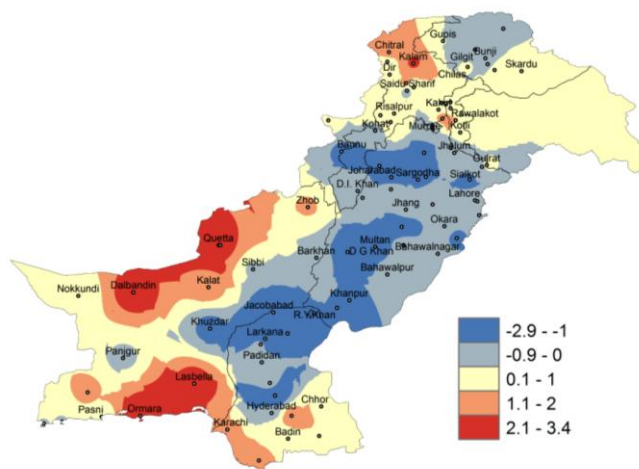 Chitral
Gupis
Kalam
Gilgit
Bunji
Dir
Chilas
Skardu
Saidu Sharif
Risalpur
Kakul
Rawalakot
Kohat
Kotli
Bannu
Jhelum
Gujrat
Joharabad
Sargodha
Sialkot
D.I. Khan
Lahore
Zhob
Jhang
Okara
Quetta
Multan
Barkhan
D G Khan
Bahawalnagar
Sibbi
Bahawalpur
Nokkundi
Dalbandin
Kalat
Khanpur
Jacobabad
R.Y.Khan
Khuzdar
Larkana
Panjgur
Padidan
Lasbella
Pasni
Ormara
Hyderabad
Chhor
Karachi
Badin
-2.9 - -1
-0.9 - 0
0.1 - 1
1.1 - 2
2.1 - 3.4